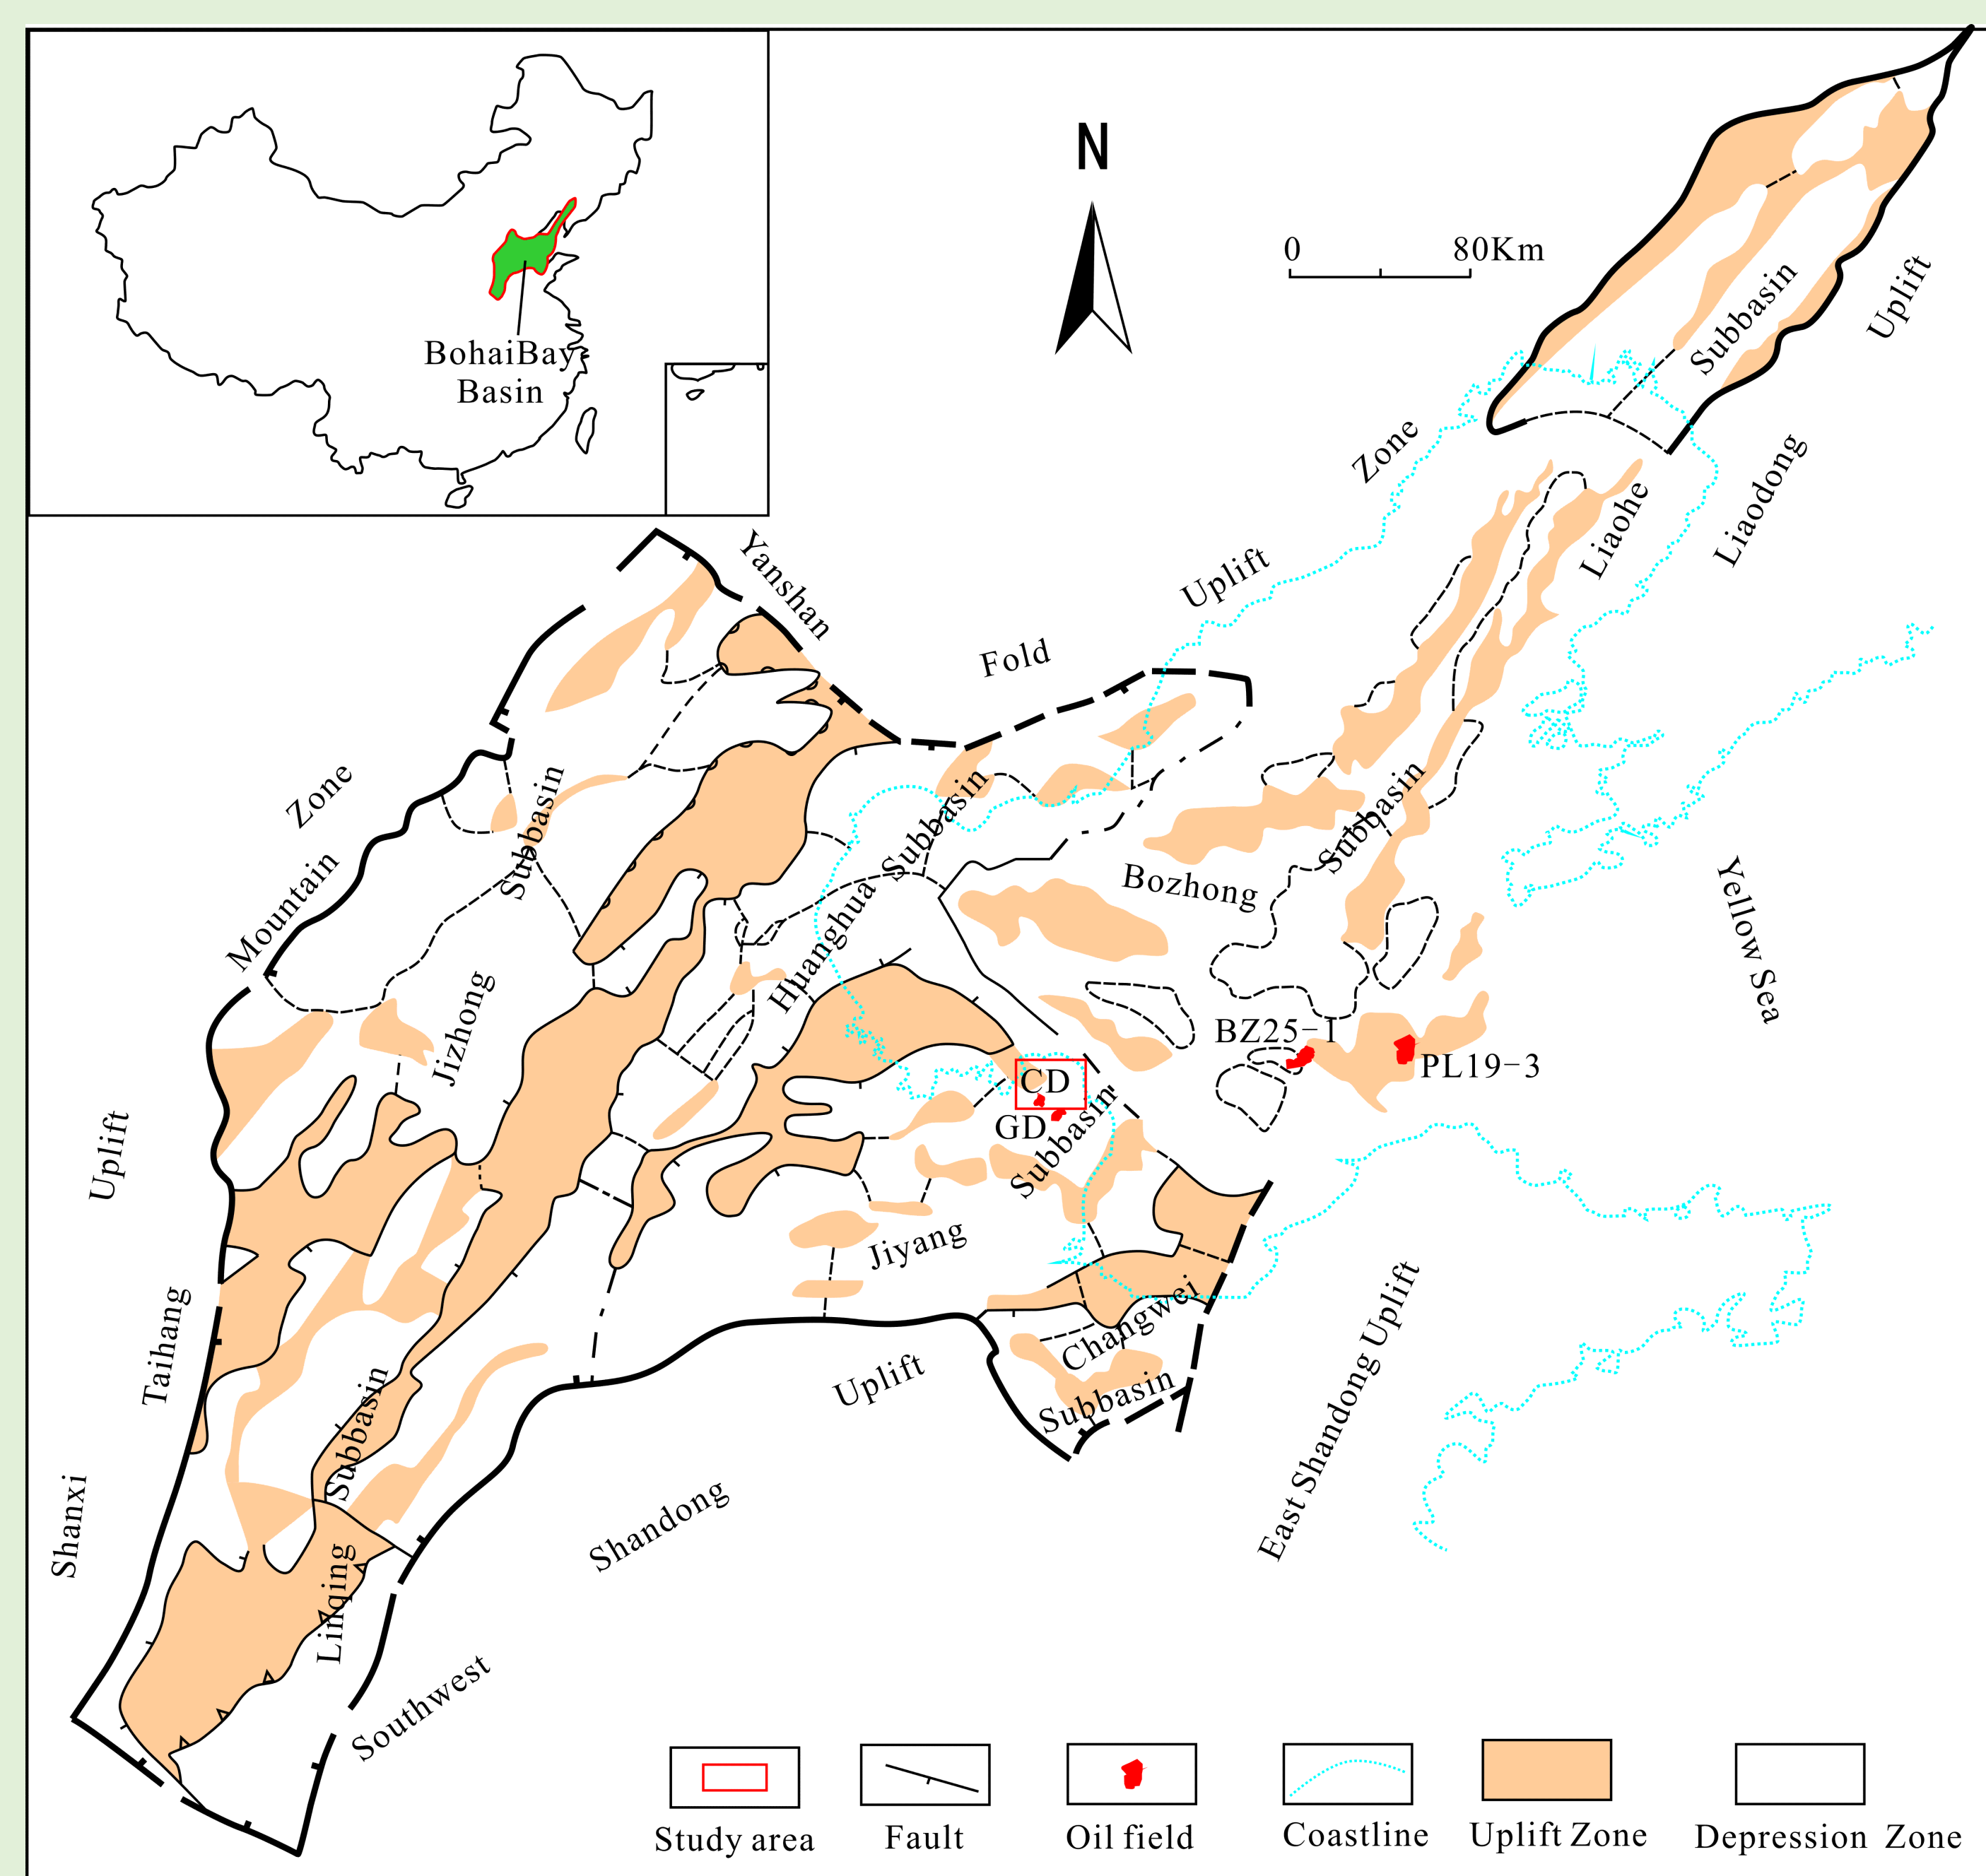 BohaiBay
Basin
N
0 80Km
Subbasin
Uplift
Zone
Liaohe
Liaodong
Uplift
Yanshan
Fold
Zone
Subbasin
Subbasin
Subbasin
Mountain
Bozhong
Huanghua
Yellow Sea
Jizhong
BZ25-1
PL19-3
CD
GD
Subbasin
Uplift
Jiyang
Changwei
Subbasin
Taihang
Uplift
East Shandong Uplift
Subbasin
Shanxi
Shandong
Linqing
Southwest
Study area
Fault
Oil field
Coastline
Uplift Zone
Depression Zone